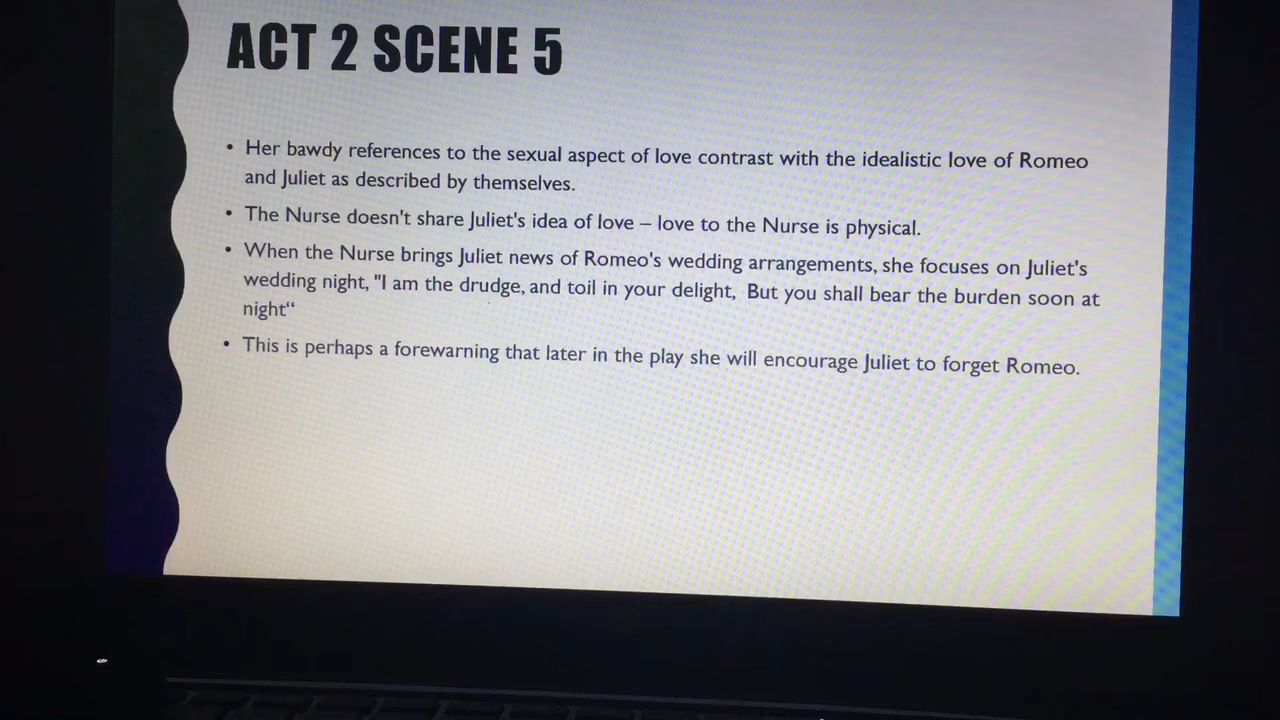 ACT 2 SCENE 5
• Her bawdy references to the sexual aspect of love contrast with the idealistic love of Romeo
and Juliet as described by themselves.
• The Nurse doesn't share Juliet's idea of love – love to the Nurse is physical.
• When the Nurse brings Juliet news of Romeo's wedding arrangements, she focuses on Juliet's
wedding night, "I am the drudge, and toil in your delight,  But you shall bear the burden soon at
night“
• This is perhaps a forewarning that later in the play she will encourage Juliet to forget Romeo.